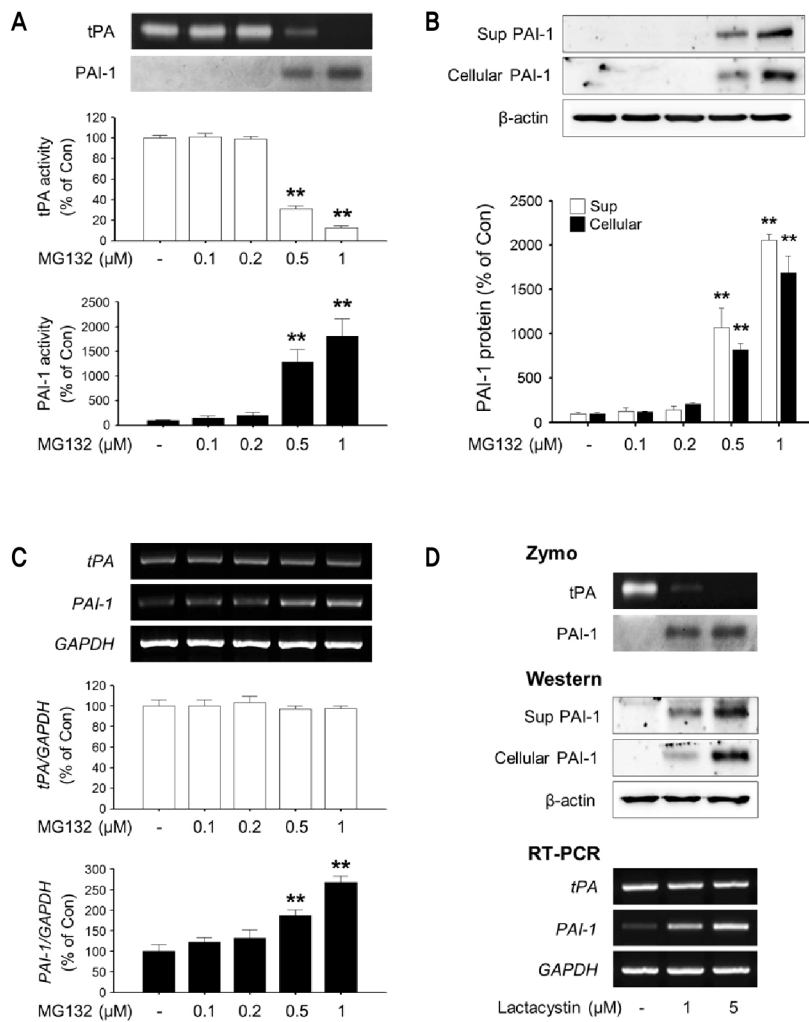 A
tPA
PAI-1
120
100
80
60
40
20
0
tPA activity
(% of Con)
**
**
MG132 (μM) - 0.1 0.2 0.5 1
2500
2000
1500
1000
500
0
PAI-1 activity
(% of Con)
**
**
MG132 (μM) - 0.1 0.2 0.5 1
B
Sup PAI-1
Cellular PAI-1
β-actin
2500
2000
1500
1000
500
0
PAI-1 protein (% of Con)
Sup
Cellular
**
**
**
**
MG132 (μM) - 0.1 0.2 0.5 1
C
tPA
PAI-1
GAPDH
120
100
80
60
40
20
0
tPA/GAPDH
(% of Con)
MG132 (μM) - 0.1 0.2 0.5 1
300
250
200
150
100
50
0
PAI-1/GAPDH
(% of Con)
**
**
MG132 (μM) - 0.1 0.2 0.5 1
D
Zymo
tPA
PAI-1
Western
Sup PAI-1
Cellular PAI-1
β-actin
RT-PCR
tPA
PAI-1
GAPDH
Lactacystin (μM) - 1 5